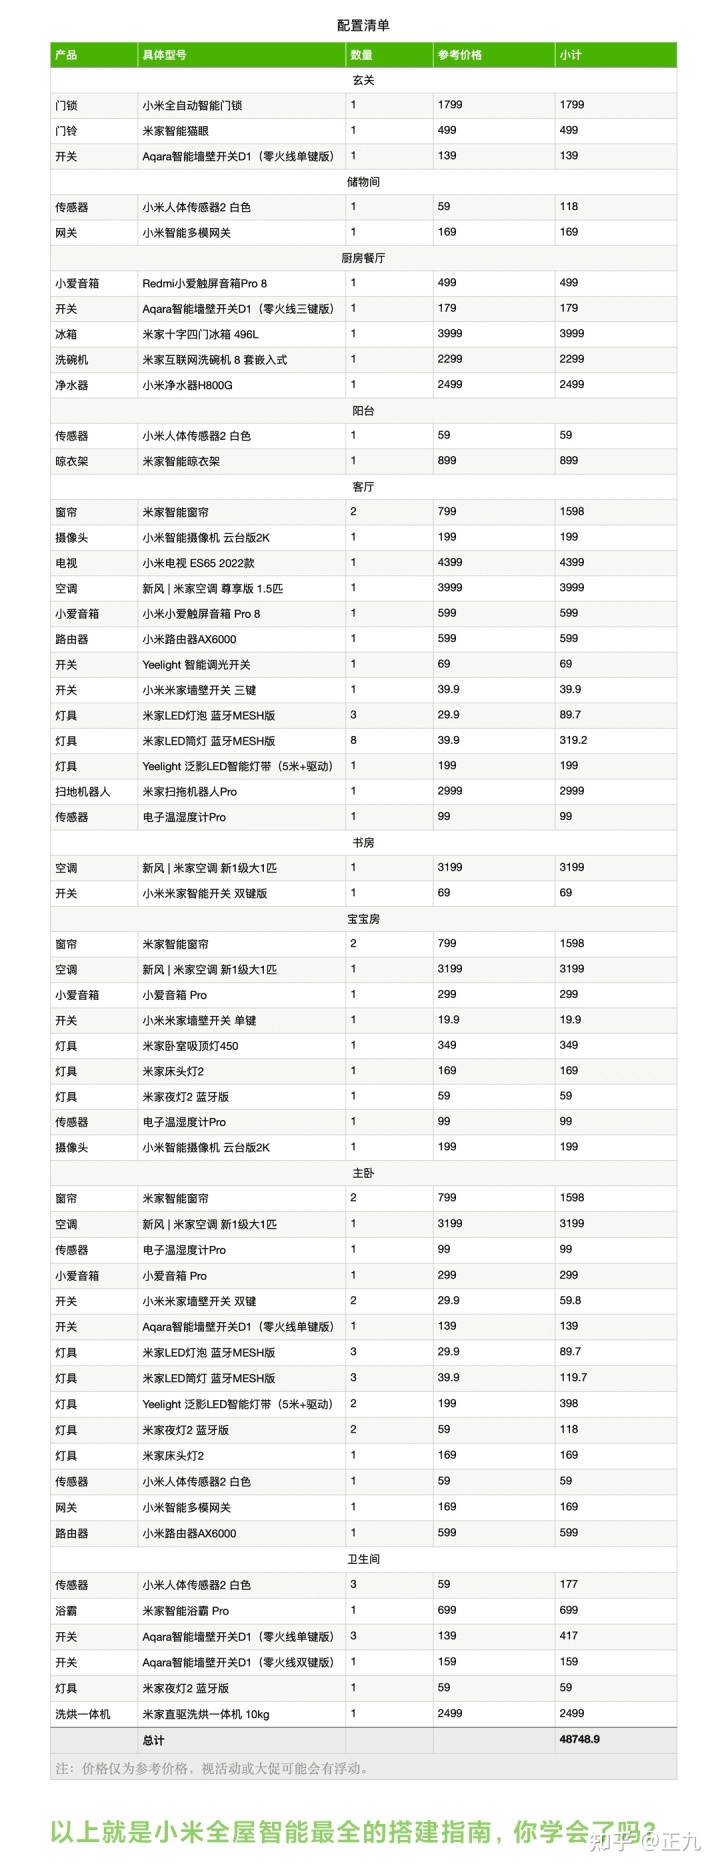 配置清单
产品 具体型号 数量 参考价格 小计
玄关
门锁 小米全自动智能门锁 1 1799 1799
门铃 米家智能猫眼 1 499 499
开关 Aqara智能墙壁开关D1（零火线单键版） 1 139 139
储物间
传感器 小米人体传感器2 白色 1 59 118
网关 小米智能多模网关 1 169 169
厨房餐厅
小爱音箱 Redmi小爱触屏音箱Pro 8 1 499 499
开关 Aqara智能墙壁开关D1（零火线三键版） 1 179 179
冰箱 米家十字四门冰箱 496L 1 3999 3999
洗碗机 米家互联网洗碗机 8 套嵌入式 1 2299 2299
净水器 小米净水器H800G 1 2499 2499
阳台
传感器 小米人体传感器2 白色 1 59 59
晾衣架 米家智能晾衣架 1 899 899
客厅
窗帘 米家智能窗帘 2 799 1598
摄像头 小米智能摄像机 云台版2K 1 199 199
电视 小米电视 ES65 2022款 1 4399 4399
空调 新风 | 米家空调 尊享版 1.5匹 1 3999 3999
小爱音箱 小米小爱触屏音箱 Pro 8 1 599 599
路由器 小米路由器AX6000 1 599 599
开关 Yeelight 智能调光开关 1 69 69
开关 小米米家墙壁开关 三键 1 39.9 39.9
灯具 米家LED灯泡 蓝牙MESH版 3 29.9 89.7
灯具 米家LED筒灯 蓝牙MESH版 8 39.9 319.2
灯具 Yeelight 泛影LED智能灯带（5米+驱动） 1 199 199
扫地机器人 米家扫拖机器人Pro 1 2999 2999
传感器 电子温湿度计Pro 1 99 99
书房
空调 新风 | 米家空调 新1级大1匹 1 3199 3199
开关 小米米家智能开关 双键版 1 69 69
宝宝房
窗帘 米家智能窗帘 2 799 1598
空调 新风 | 米家空调 新1级大1匹 1 3199 3199
小爱音箱 小爱音箱 Pro 1 299 299
开关 小米米家墙壁开关 单键 1 19.9 19.9
灯具 米家卧室吸顶灯450 1 349 349
灯具 米家床头灯2 1 169 169
灯具 米家夜灯2 蓝牙版 1 59 59
传感器 电子温湿度计Pro 1 99 99
摄像头 小米智能摄像机 云台版2K 1 199 199
主卧
窗帘 米家智能窗帘 2 799 1598
空调 新风 | 米家空调 新1级大1匹 1 3199 3199
传感器 电子温湿度计Pro 1 99 99
小爱音箱 小爱音箱 Pro 1 299 299
开关 小米米家墙壁开关 双键 2 29.9 59.8
开关 Aqara智能墙壁开关D1（零火线单键版） 1 139 139
灯具 米家LED灯泡 蓝牙MESH版 3 29.9 89.7
灯具 米家LED筒灯 蓝牙MESH版 3 39.9 119.7
灯具 Yeelight 泛影LED智能灯带（5米+驱动） 2 199 398
灯具 米家夜灯2 蓝牙版 2 59 118
灯具 米家床头灯2 1 169 169
传感器 小米人体传感器2 白色 1 59 59
网关 小米智能多模网关 1 169 169
路由器 小米路由器AX6000 1 599 599
卫生间
传感器 小米人体传感器2 白色 3 59 177
浴霸 米家智能浴霸 Pro 1 699 699
开关 Aqara智能墙壁开关D1（零火线单键版） 3 139 417
开关 Aqara智能墙壁开关D1（零火线双键版） 1 159 159
灯具 米家夜灯2 蓝牙版 1 59 59
洗烘一体机 米家直驱洗烘一体机 10kg 1 2499 2499
总计 48748.9
注：价格仅为参考价格，视活动或大促可能会有浮动。
以上就是小米全屋智能最全的搭建指南，你学会了吗？
知乎 @正九